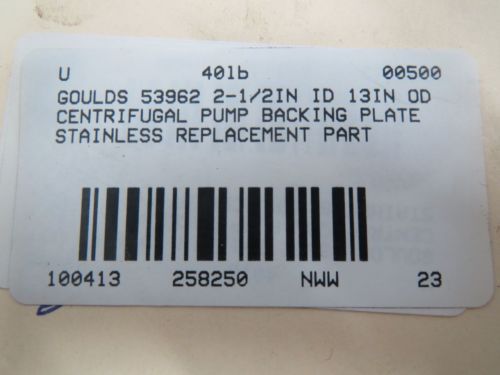 U 40lb 00500
GOULDS 53962 2-1/2IN ID 13IN OD
CENTRIFUGAL PUMP BACKING PLATE
STAINLESS REPLACEMENT PART
100413 258250 NWW 23